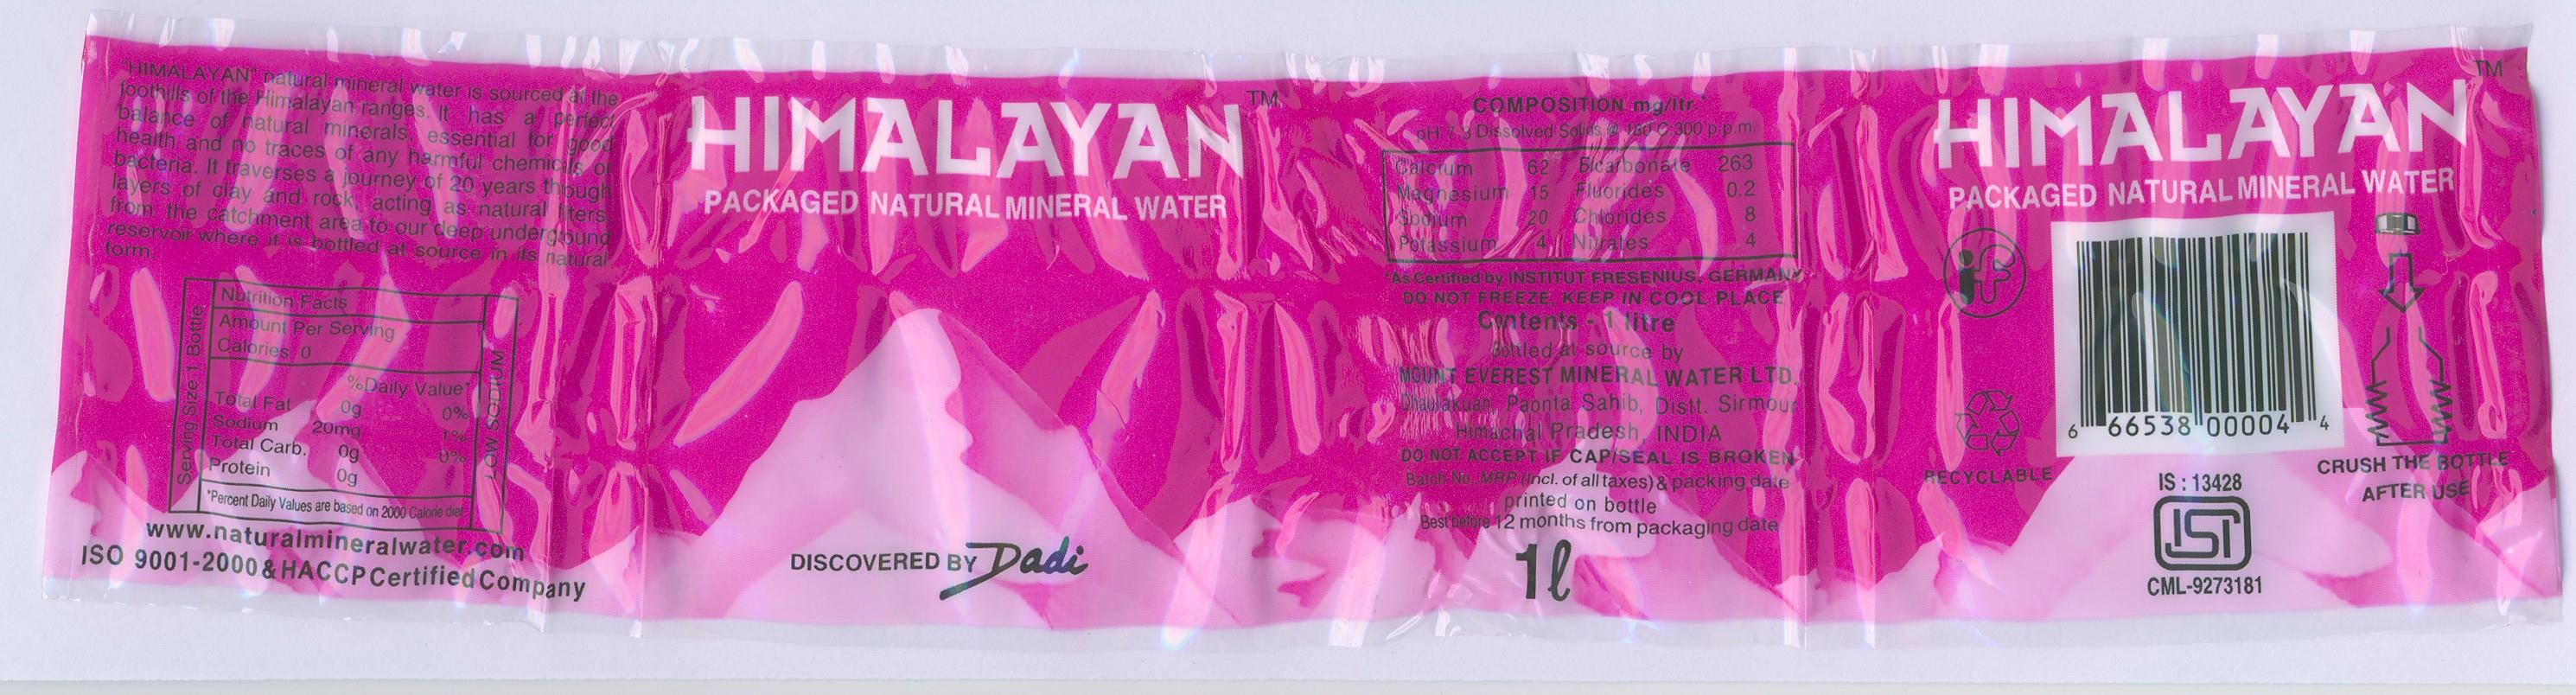 "HIMALAYAN" natural mineral water is sourced at the
foothills of the Himalayan ranges. It has a perfect
balance of natural minerals, essential for good
health and no traces of any harmful chemicals or
bacteria. It traverses a journey of 20 years though
layers of clay and rock, acting as natural filters,
from the catchment area to our deep underground
reservoir where it is bottled at source in its natural
form.
Serving Size 1 Bottle
Nutrition Facts
Amount Per Serving
Calories 0
%Daily Value*
Total Fat 0g 0%
Sodium 20mg 1%
Total Carb. 0g 0%
Protein 0g
*Percent Daily Values are based on 2000 Calorie diet
LOW SODIUM
www.naturalmineralwater.com
ISO 9001-2000 & HACCP Certified Company
HIMALAYAN TM
PACKAGED NATURAL MINERAL WATER
DISCOVERED BY Dadi
COMPOSITION mg/ltr.*
pH 7.3 Dissolved Solids @ 180 C:300 p.p.m.
Calcium 62 Bicarbonate 263
Magnesium 15 Fluorides 0.2
Sodium 20 Chlorides 8
Potassium 4 Nitrates 4
*As Certified by INSTITUT FRESENIUS, GERMANY
DO NOT FREEZE, KEEP IN COOL PLACE
Contents - 1 litre
Bottled at source by
MOUNT EVEREST MINERAL WATER LTD.
Dhaulakuan, Paonta Sahib, Distt. Sirmour
Himachal Pradesh, INDIA
DO NOT ACCEPT IF CAP/SEAL IS BROKEN
Batch No, MRP (Incl. of all taxes) & packing date
printed on bottle
Best before 12 months from packaging date
1ℓ
HIMALAYAN TM
PACKAGED NATURAL MINERAL WATER
if
6 66538 00004 4
RECYCLABLE
CRUSH THE BOTTLE
AFTER USE
IS : 13428
ISI
CML-9273181